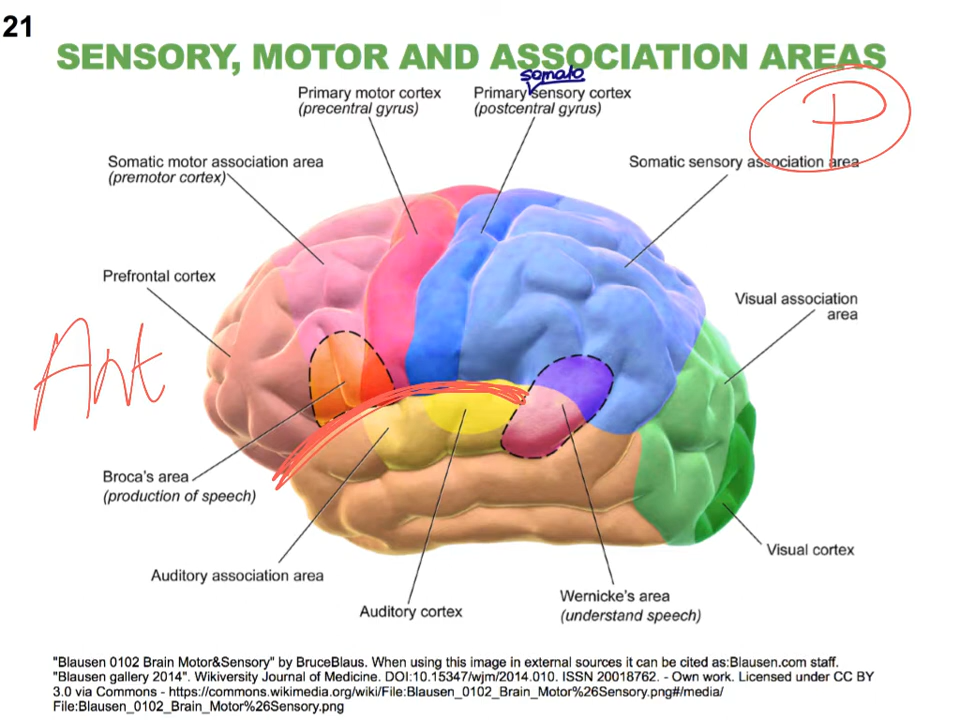 21
SENSORY, MOTOR AND ASSOCIATION AREAS
somato
Primary motor cortex
(precentral gyrus)
Primary sensory cortex
(postcentral gyrus)
P
Somatic motor association area
(premotor cortex)
Somatic sensory association area
Prefrontal cortex
Visual association
area
Ant
Broca's area
(production of speech)
Visual cortex
Auditory association area
Auditory cortex
Wernicke's area
(understand speech)
"Blausen 0102 Brain Motor&Sensory" by BruceBlaus. When using this image in external sources it can be cited as:Blausen.com staff.
"Blausen gallery 2014". Wikiversity Journal of Medicine. DOI:10.15347/wjm/2014.010. ISSN 20018762. - Own work. Licensed under CC BY
3.0 via Commons - https://commons.wikimedia.org/wiki/File:Blausen_0102_Brain_Motor%26Sensory.png#/media/
File:Blausen_0102_Brain_Motor%26Sensory.png